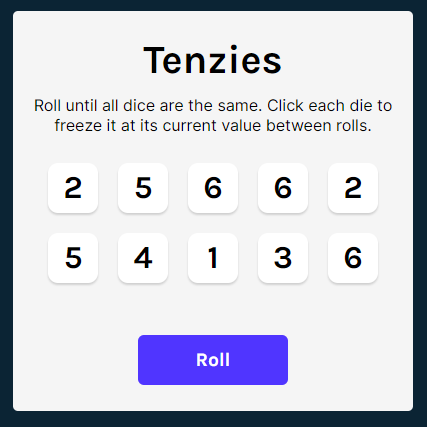 Tenzies
Roll until all dice are the same. Click each die to
freeze it at its current value between rolls.
2 5 6 6 2
5 4 1 3 6
Roll